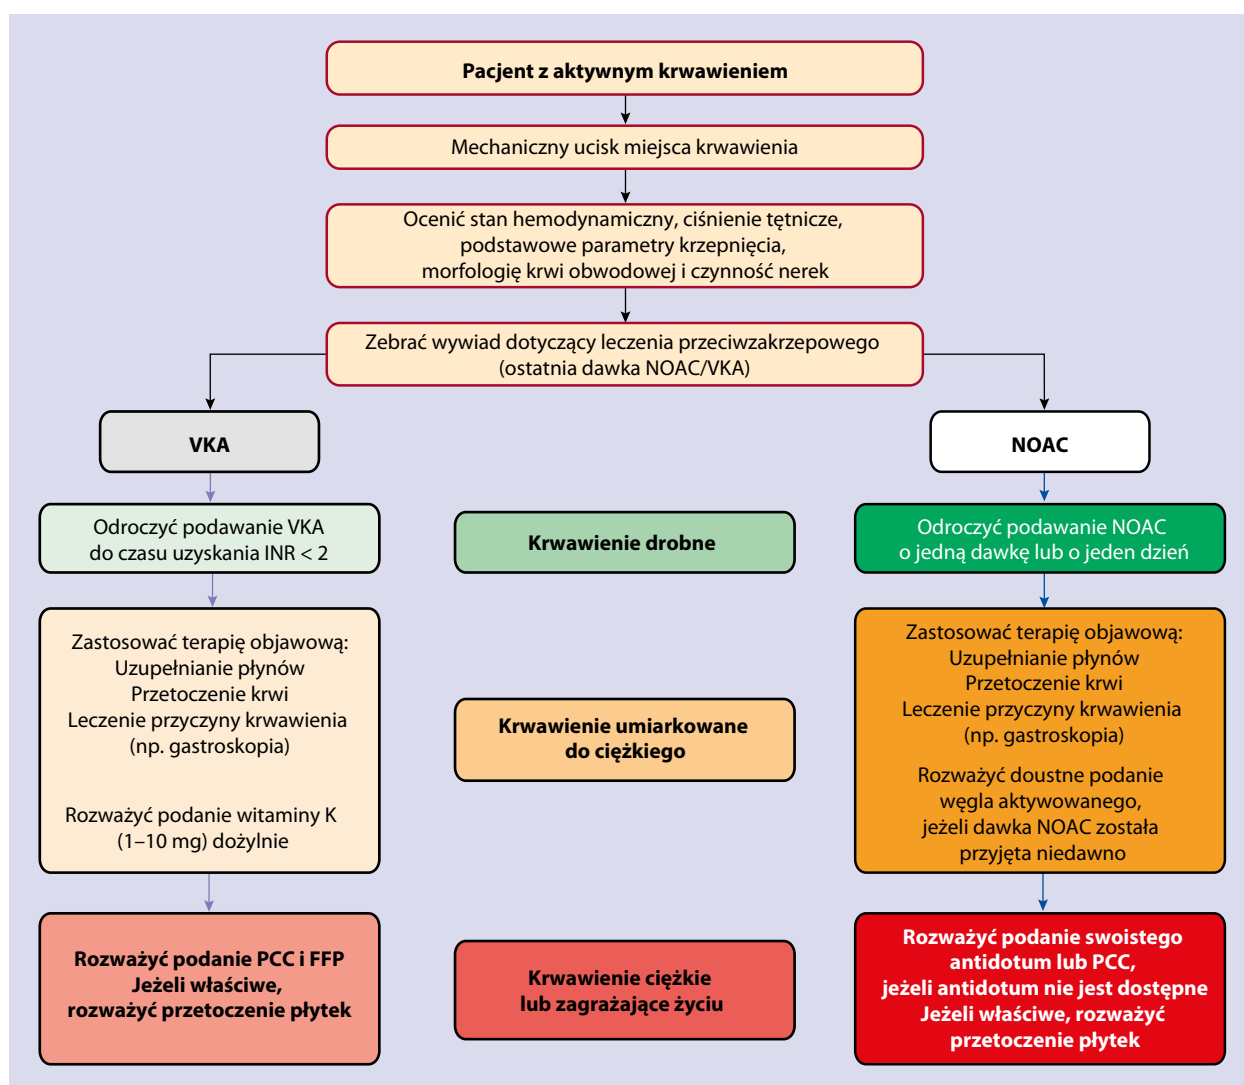 Pacjent z aktywnym krwawieniem
Mechaniczny ucisk miejsca krwawienia
Ocenić stan hemodynamiczny, ciśnienie tętnicze,
podstawowe parametry krzepnięcia,
morfologię krwi obwodowej i czynność nerek
Zebrać wywiad dotyczący leczenia przeciwzakrzepowego
(ostatnia dawka NOAC/VKA)
VKA
NOAC
Odroczyć podawanie VKA
do czasu uzyskania INR < 2
Krwawienie drobne
Odroczyć podawanie NOAC
o jedną dawkę lub o jeden dzień
Zastosować terapię objawową:
Uzupełnianie płynów
Przetoczenie krwi
Leczenie przyczyny krwawienia
(np. gastroskopia)
Rozważyć podanie witaminy K
(1–10 mg) dożylnie
Krwawienie umiarkowane
do ciężkiego
Zastosować terapię objawową:
Uzupełnianie płynów
Przetoczenie krwi
Leczenie przyczyny krwawienia
(np. gastroskopia)
Rozważyć doustne podanie
węgla aktywowanego,
jeżeli dawka NOAC została
przyjęta niedawno
Rozważyć podanie PCC i FFP
Jeżeli właściwe,
rozważyć przetoczenie płytek
Krwawienie ciężkie
lub zagrażające życiu
Rozważyć podanie swoistego
antidotum lub PCC,
jeżeli antidotum nie jest dostępne
Jeżeli właściwe, rozważyć
przetoczenie płytek